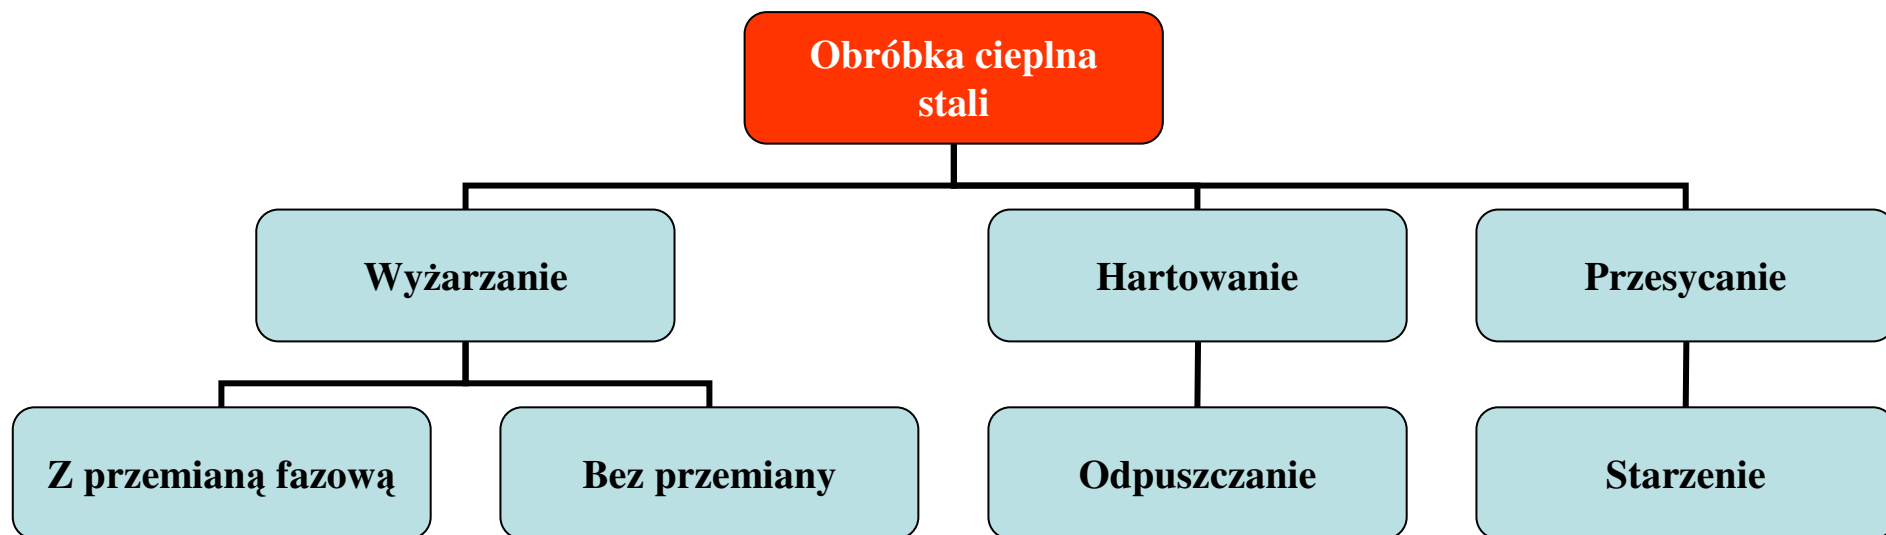 Obróbka cieplna
stali
Wyżarzanie
Hartowanie
Przesycanie
Z przemianą fazową
Bez przemiany
Odpuszczanie
Starzenie